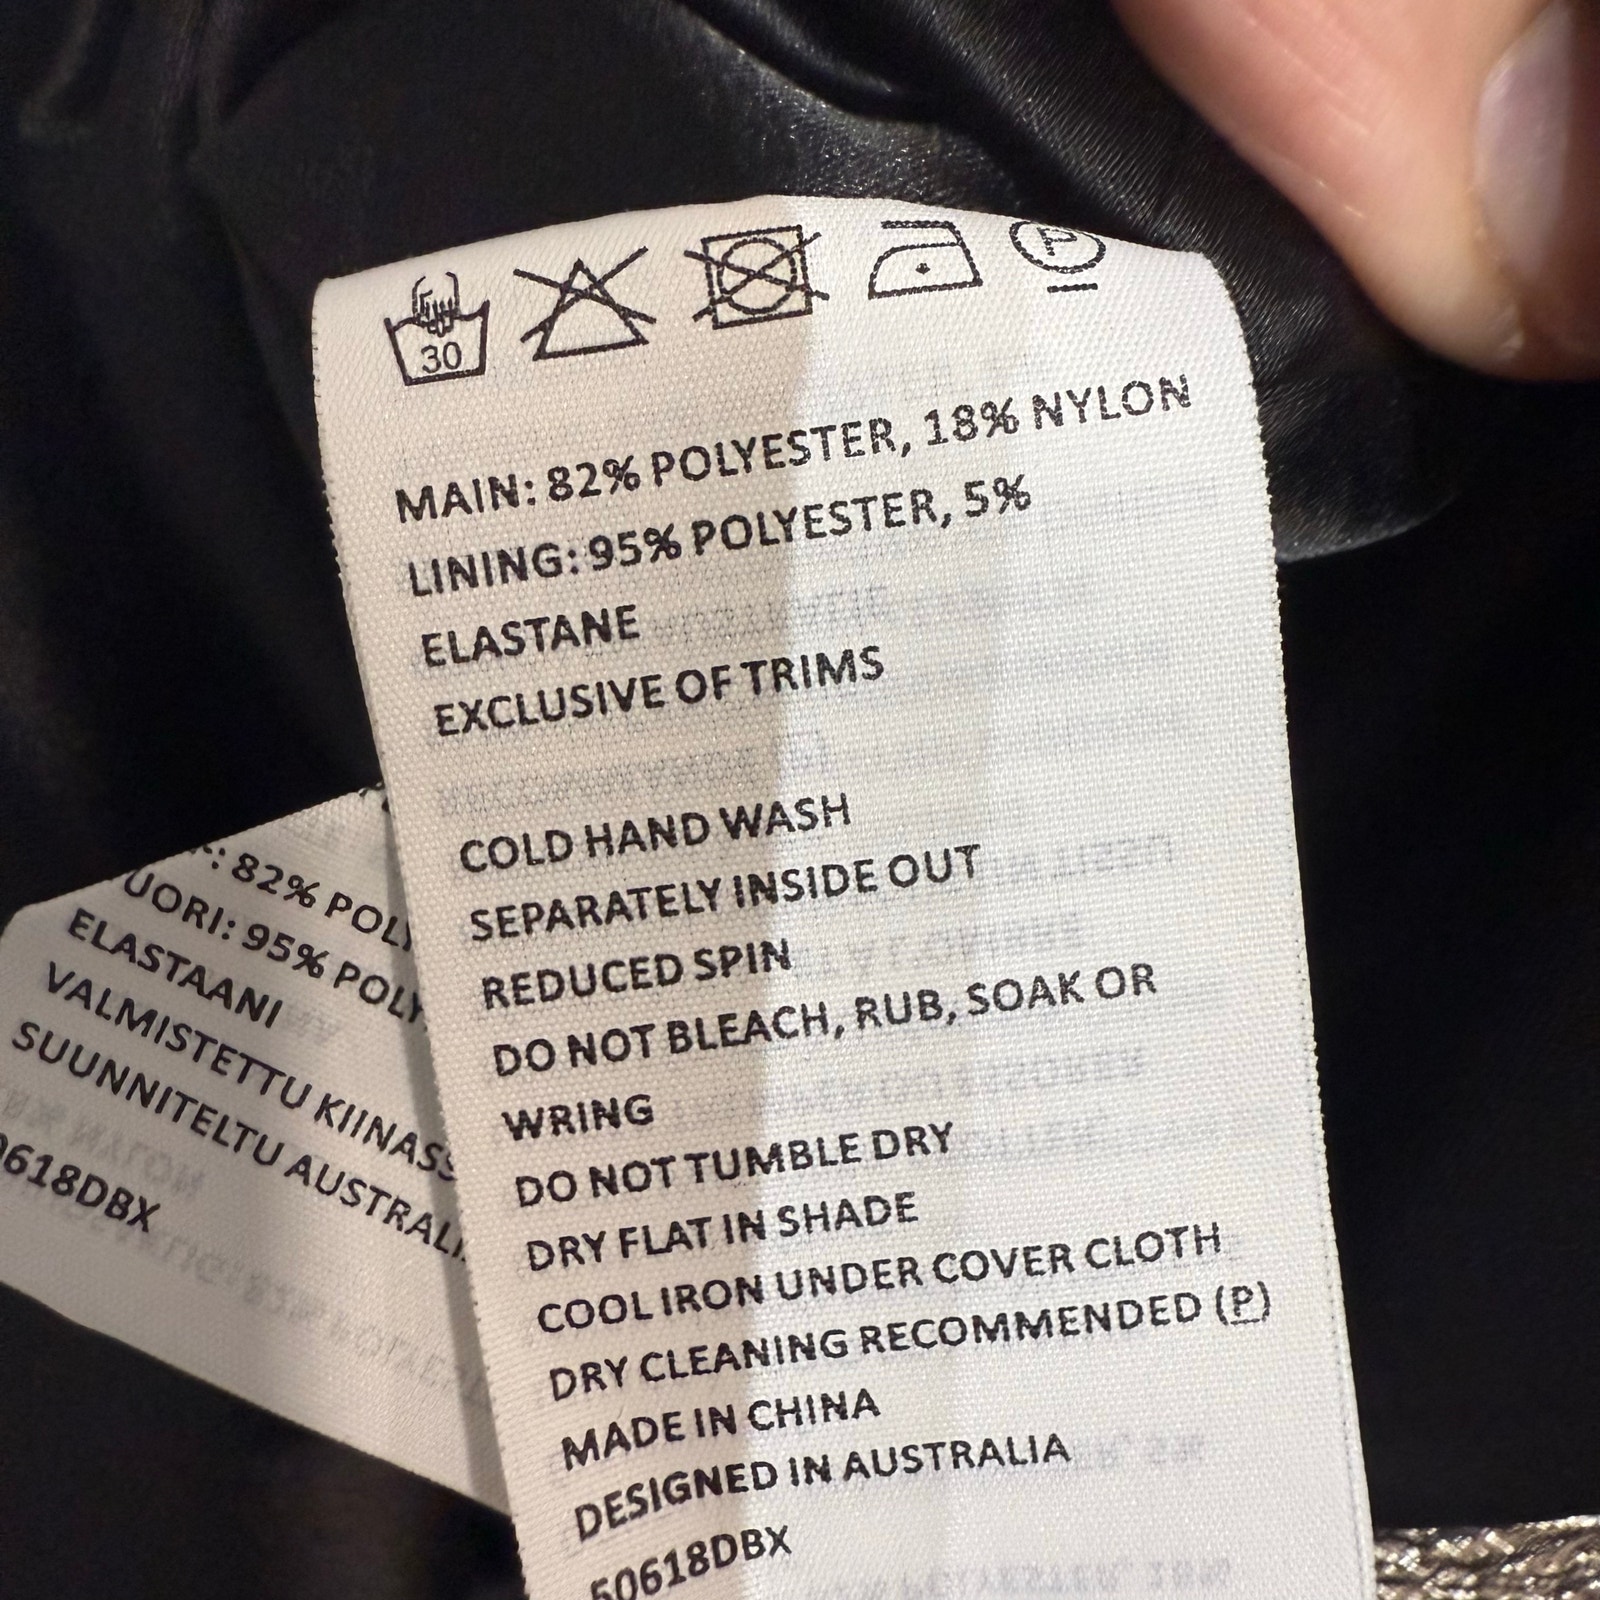 30
P
MAIN: 82% POLYESTER, 18% NYLON
LINING: 95% POLYESTER, 5%
ELASTANE
EXCLUSIVE OF TRIMS
COLD HAND WASH
SEPARATELY INSIDE OUT
REDUCED SPIN
DO NOT BLEACH, RUB, SOAK OR
WRING
DO NOT TUMBLE DRY
DRY FLAT IN SHADE
COOL IRON UNDER COVER CLOTH
DRY CLEANING RECOMMENDED (P)
MADE IN CHINA
DESIGNED IN AUSTRALIA
50618DBX
: 82% POL
UORI: 95% POLY
ELASTAANI
VALMISTETTU KIINASS
SUUNNITELTU AUSTRALI
0618DBX